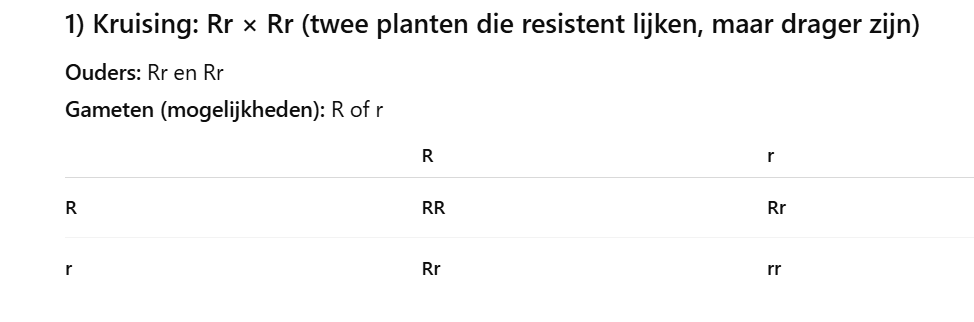 1) Kruising: Rr × Rr (twee planten die resistent lijken, maar drager zijn)
Ouders: Rr en Rr
Gameten (mogelijkheden): R of r
R r
R RR Rr
r Rr rr